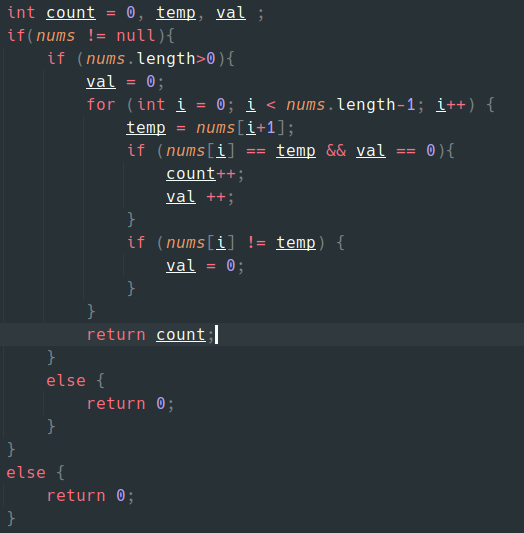 int count = 0, temp, val ;
if(nums != null){
    if (nums.length>0){
        val = 0;
        for (int i = 0; i < nums.length-1; i++) {
            temp = nums[i+1];
            if (nums[i] == temp && val == 0){
                count++;
                val ++;
            }
            if (nums[i] != temp) {
                val = 0;
            }
        }
        return count;
    }
    else {
        return 0;
    }
}
else {
    return 0;
}